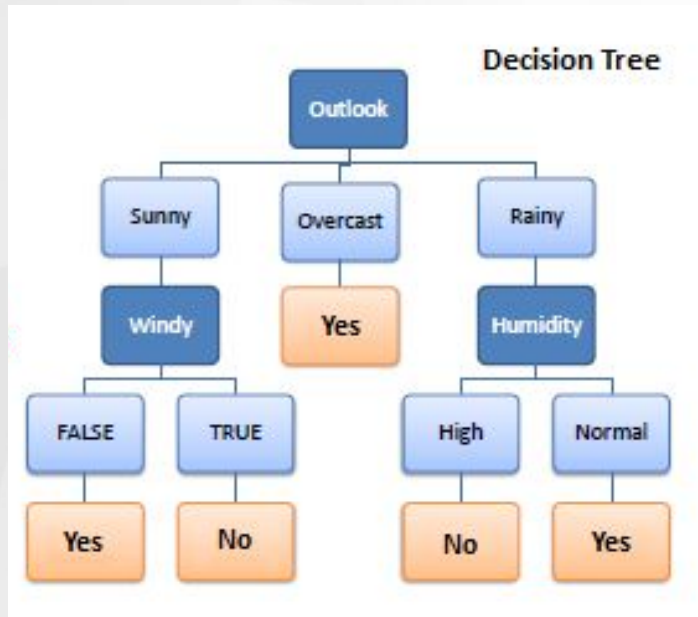 Decision Tree
Outlook
Sunny
Overcast
Rainy
Windy
Yes
Humidity
FALSE
TRUE
High
Normal
Yes
No
No
Yes